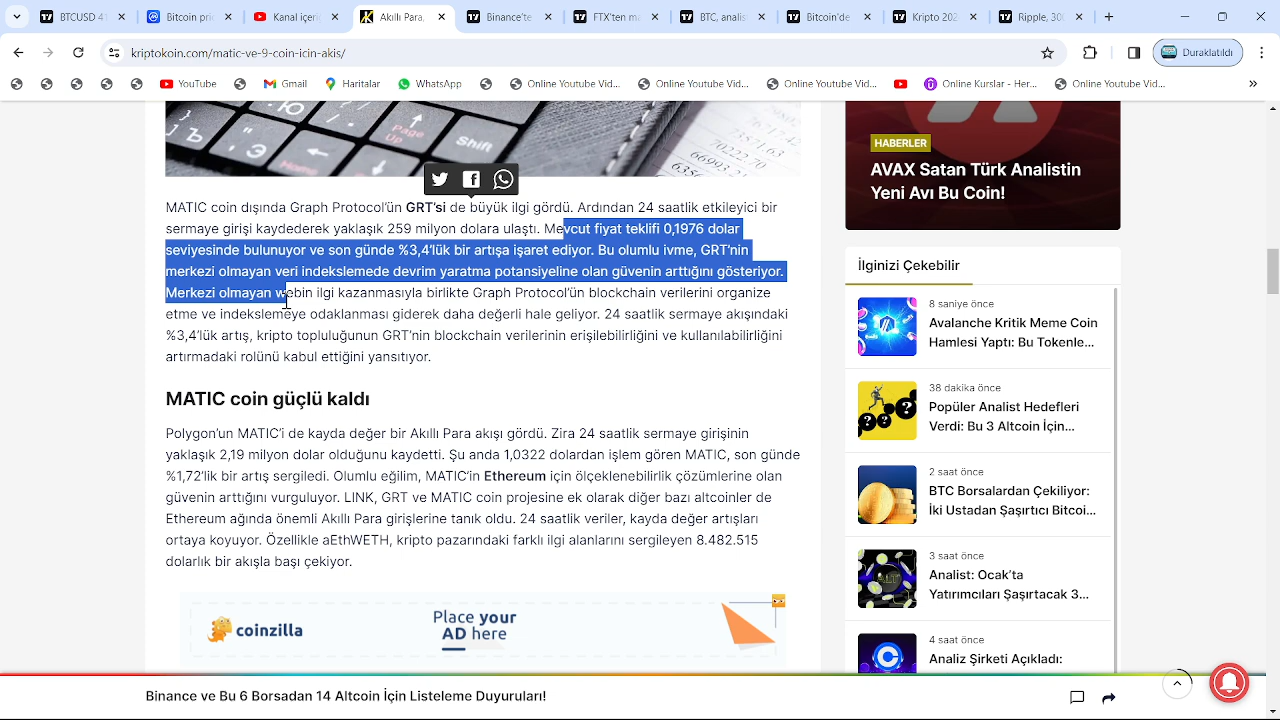 BTCUSD 41
Bitcoin pri
Kanal içeri
Akıllı Para,
Binance'te
FTX'ten ma
BTC, analis
Bitcoin'de
Kripto 202
Ripple, 30
kriptokoin.com/matic-ve-9-coin-icin-akis/
Duraklatıldı
YouTube
Gmail
Haritalar
WhatsApp
Online Youtube Vid...
Online Youtube Vid...
Online Youtube Vid...
Online Kurslar - Her...
Online Youtube Vid...
Page Up
Shift
MATIC coin dışında Graph Protocol'ün GRT'si de büyük ilgi gördü. Ardından 24 saatlik etkileyici bir
sermaye girişi kaydederek yaklaşık 259 milyon dolara ulaştı. Mevcut fiyat teklifi 0,1976 dolar
seviyesinde bulunuyor ve son günde %3,4'lük bir artışa işaret ediyor. Bu olumlu ivme, GRT'nin
merkezi olmayan veri indekslemede devrim yaratma potansiyeline olan güvenin arttığını gösteriyor.
Merkezi olmayan webin ilgi kazanmasıyla birlikte Graph Protocol'ün blockchain verilerini organize
etme ve indekslemeye odaklanması giderek daha değerli hale geliyor. 24 saatlik sermaye akışındaki
%3,4'lük artış, kripto topluluğunun GRT'nin blockchain verilerinin erişilebilirliğini ve kullanılabilirliğini
artırmadaki rolünü kabul ettiğini yansıtıyor.
MATIC coin güçlü kaldı
Polygon'un MATIC'i de kayda değer bir Akıllı Para akışı gördü. Zira 24 saatlik sermaye girişinin
yaklaşık 2,19 milyon dolar olduğunu kaydetti. Şu anda 1,0322 dolardan işlem gören MATIC, son günde
%1,72'lik bir artış sergiledi. Olumlu eğilim, MATIC'in Ethereum için ölçeklenebilirlik çözümlerine olan
güvenin arttığını vurguluyor. LINK, GRT ve MATIC coin projesine ek olarak diğer bazı altcoinler de
Ethereum ağında önemli Akıllı Para girişlerine tanık oldu. 24 saatlik veriler, kayda değer artışları
ortaya koyuyor. Özellikle aEthWETH, kripto pazarındaki farklı ilgi alanlarını sergileyen 8.482.515
dolarlık bir akışla başı çekiyor.
coinzilla
Place your
AD here
HABERLER
AVAX Satan Türk Analistin
Yeni Avı Bu Coin!
İlginizi Çekebilir
8 saniye önce
Avalanche Kritik Meme Coin
Hamlesi Yaptı: Bu Tokenle...
38 dakika önce
Popüler Analist Hedefleri
Verdi: Bu 3 Altcoin İçin...
2 saat önce
BTC Borsalardan Çekiliyor:
İki Ustadan Şaşırtıcı Bitcoi...
3 saat önce
Analist: Ocak'ta
Yatırımcıları Şaşırtacak 3...
4 saat önce
Analiz Şirketi Açıkladı:
Binance ve Bu 6 Borsadan 14 Altcoin İçin Listeleme Duyuruları!